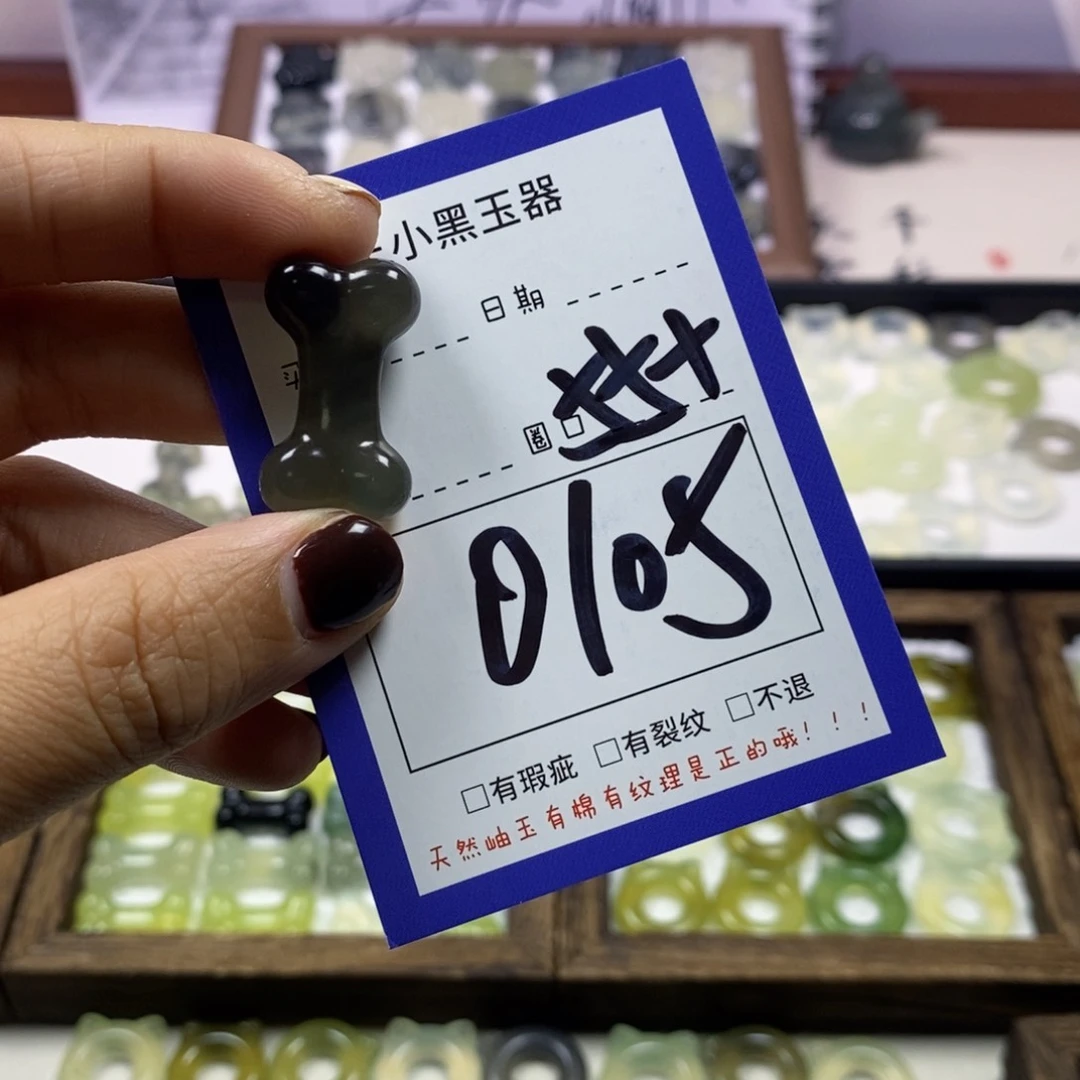 小黑玉器
日期
圈
0105
□有瑕疵 □有裂纹 □不退
天然岫玉有棉有纹理是正的哦！！！